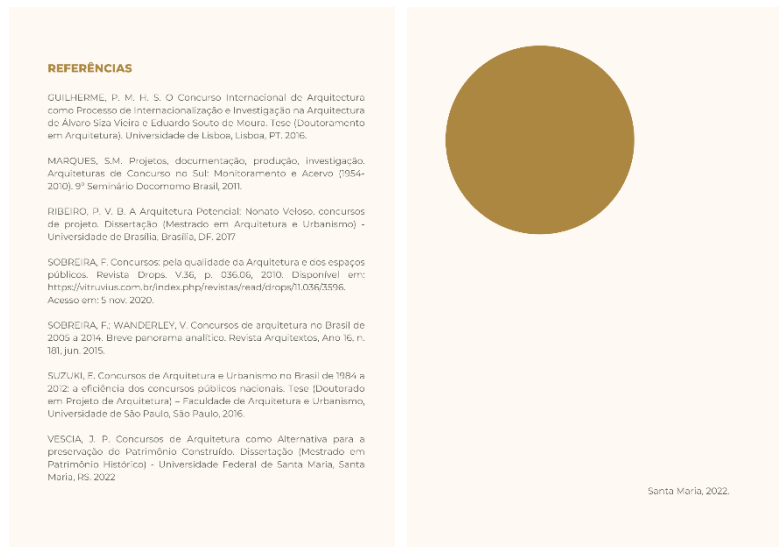 REFERÊNCIAS
GUILHERME, P. M. H. S. O Concurso Internacional de Arquitectura
como Processo de Internacionalização e Investigação na Arquitectura
de Álvaro Siza Vieira e Eduardo Souto de Moura. Tese (Doutoramento
em Arquitetura). Universidade de Lisboa, Lisboa, PT. 2016.
MARQUES, S.M. Projetos, documentação, produção, investigação.
Arquiteturas de Concurso no Sul: Monitoramento e Acervo (1954-
2010). 9º Seminário Docomomo Brasil, 2011.
RIBEIRO, P. V. B. A Arquitetura Potencial: Nonato Veloso, concursos
de projeto. Dissertação (Mestrado em Arquitetura e Urbanismo) -
Universidade de Brasília, Brasília, DF. 2017
SOBREIRA, F. Concursos: pela qualidade da Arquitetura e dos espaços
públicos. Revista Drops. V.36, p. 036.06, 2010. Disponível em:
https://vitruvius.com.br/index.php/revistas/read/drops/11.036/3596.
Acesso em: 5 nov. 2020.
SOBREIRA, F.; WANDERLEY, V. Concursos de arquitetura no Brasil de
2005 a 2014. Breve panorama analítico. Revista Arquitextos, Ano 16, n.
181, jun. 2015.
SUZUKI, E. Concursos de Arquitetura e Urbanismo no Brasil de 1984 a
2012: a eficiência dos concursos públicos nacionais. Tese (Doutorado
em Projeto de Arquitetura) – Faculdade de Arquitetura e Urbanismo,
Universidade de São Paulo, São Paulo, 2016.
VESCIA, J. P. Concursos de Arquitetura como Alternativa para a
preservação do Patrimônio Construído. Dissertação (Mestrado em
Patrimônio Histórico) - Universidade Federal de Santa Maria, Santa
Maria, RS. 2022
Santa Maria, 2022.